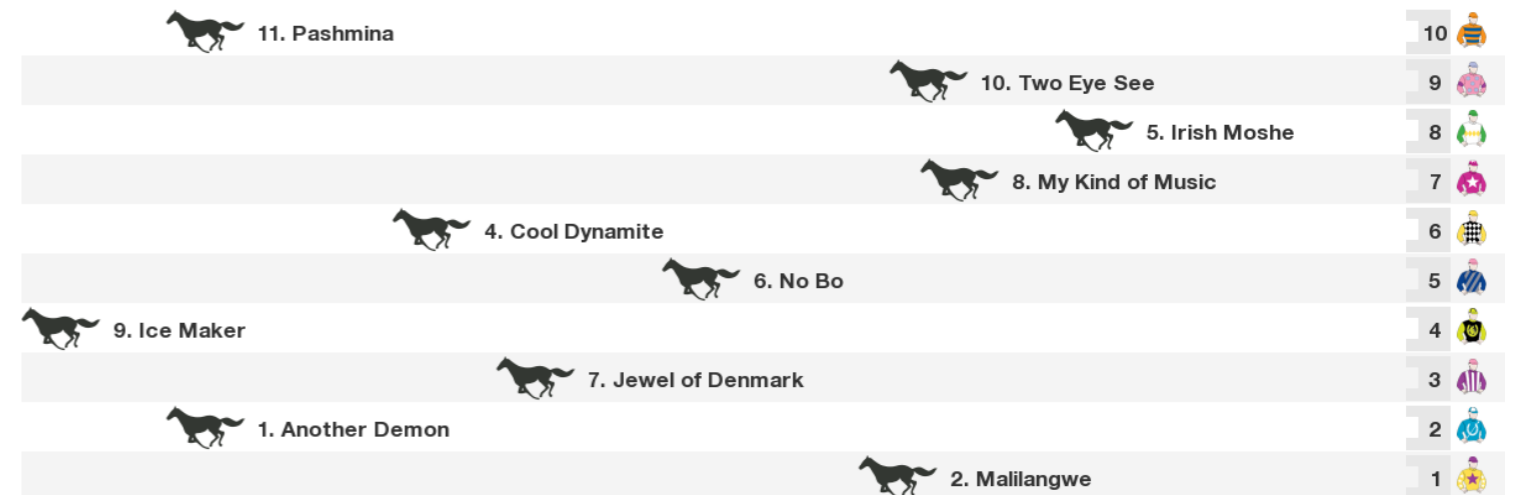 11. Pashmina 10
10. Two Eye See 9
5. Irish Moshe 8
8. My Kind of Music 7
4. Cool Dynamite 6
6. No Bo 5
9. Ice Maker 4
7. Jewel of Denmark 3
1. Another Demon 2
2. Malilangwe 1